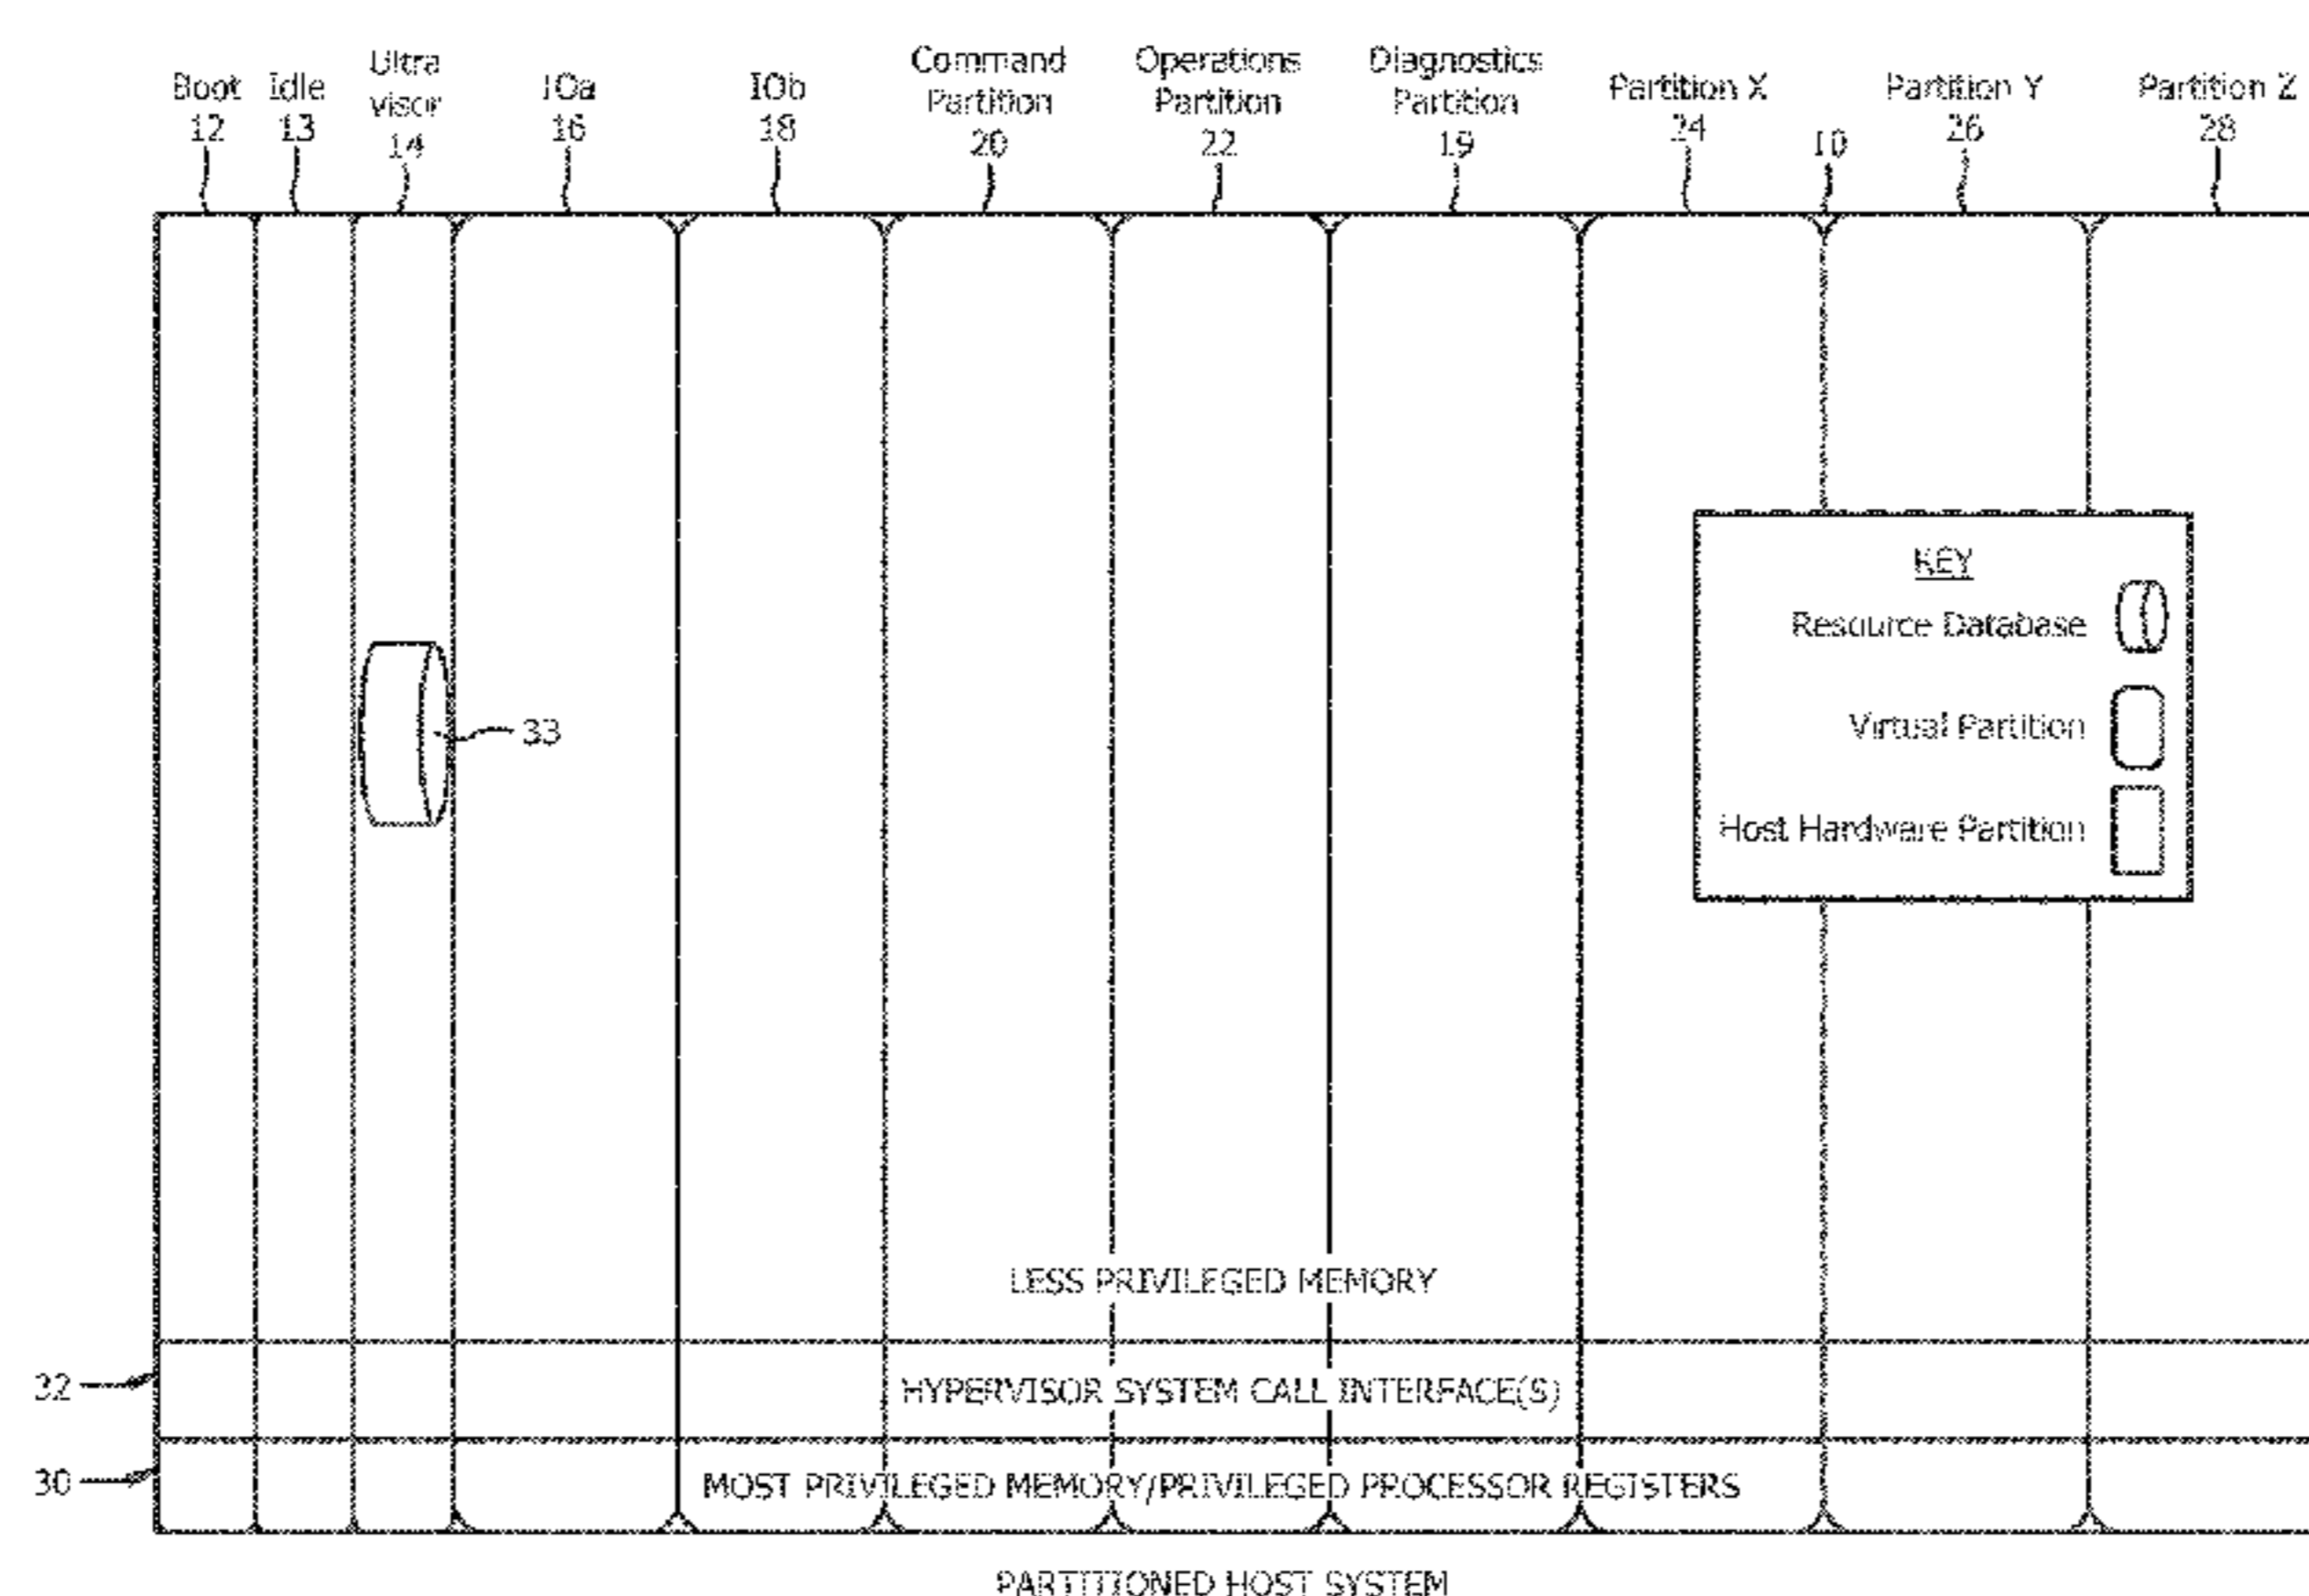 Boot
12
Idle
13
Ultra
visor
14
IOa
16
IOb
18
Command
Partition
20
Operations
Partition
22
Diagnostics
Partition
19
Partition X
24
10
Partition Y
26
Partition Z
28
KEY
Resource Database
Virtual Partition
Host Hardware Partition
33
LESS PRIVILEGED MEMORY
32
HYPERVISOR SYSTEM CALL INTERFACE(S)
30
MOST PRIVILEGED MEMORY/PRIVILEGED PROCESSOR REGISTERS
PARTITIONED HOST SYSTEM